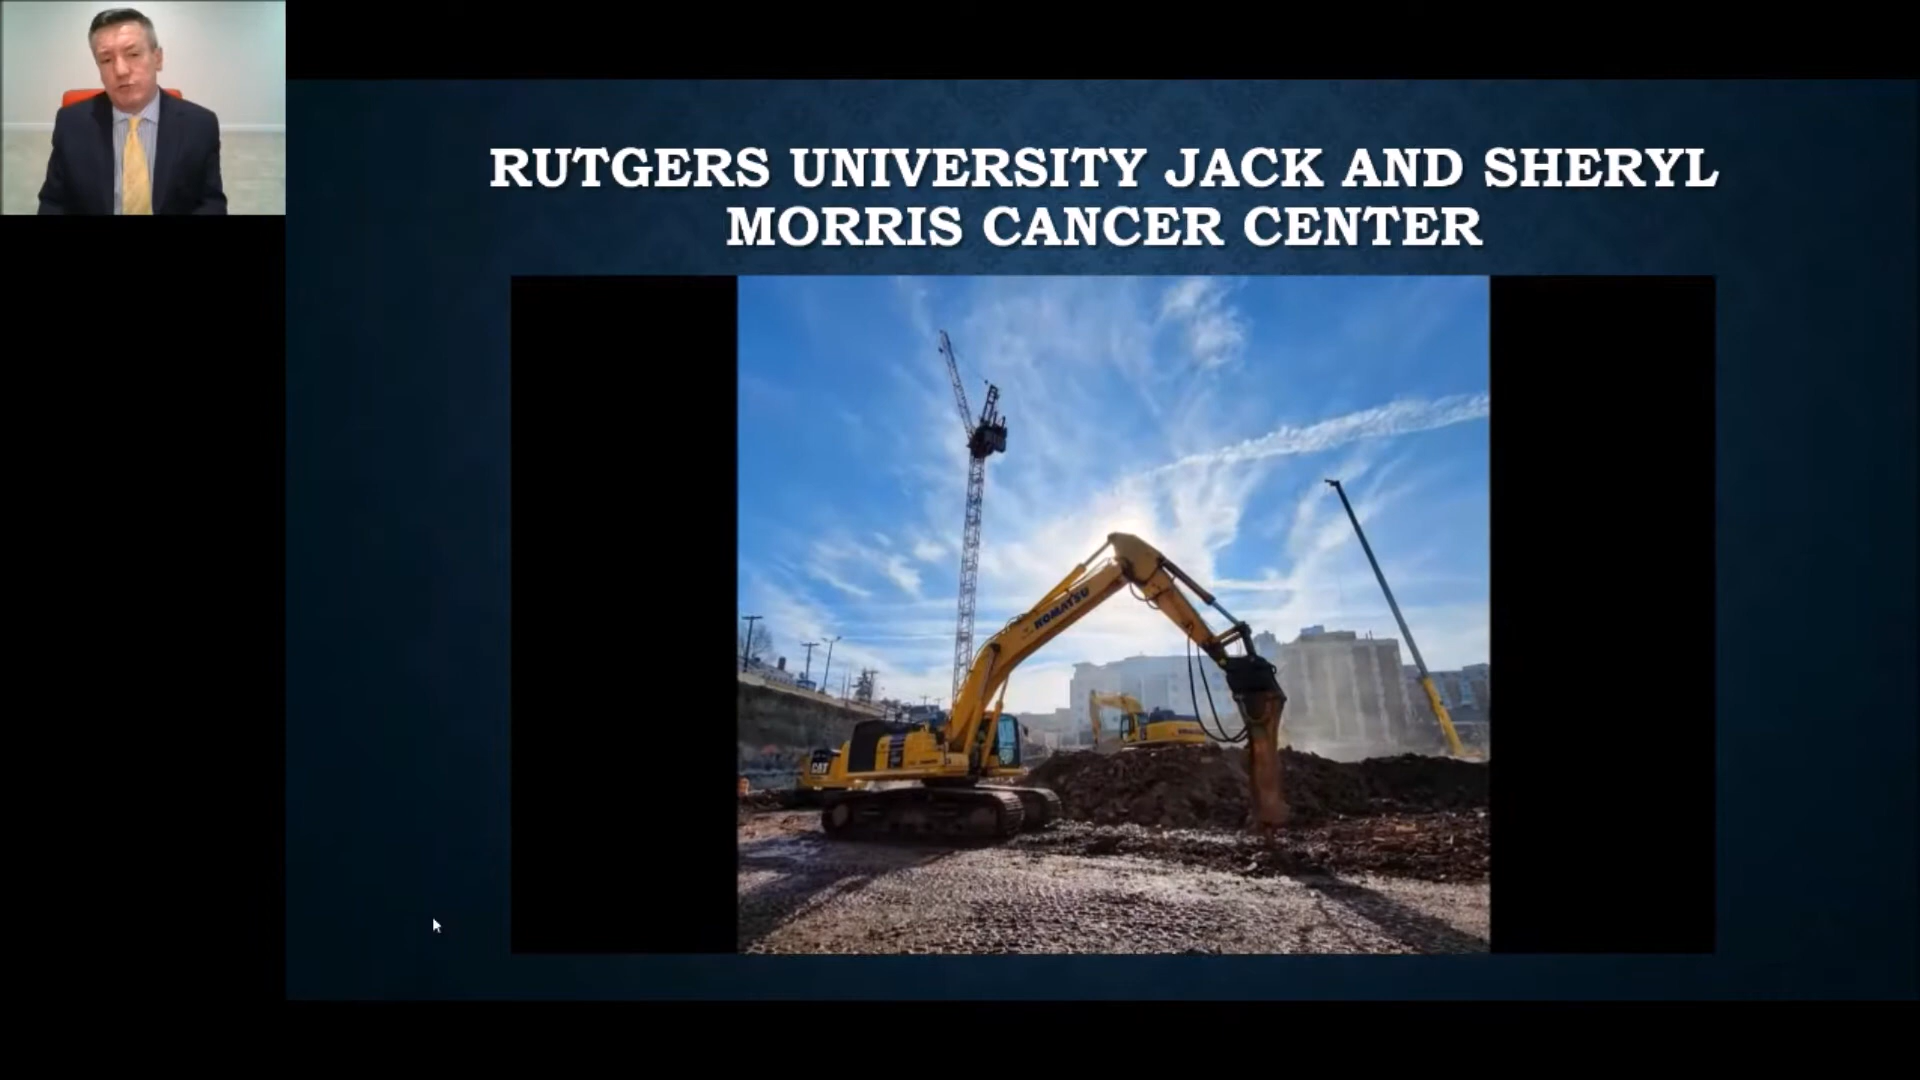 RUTGERS UNIVERSITY JACK AND SHERYL
MORRIS CANCER CENTER
KOMATSU
CAT